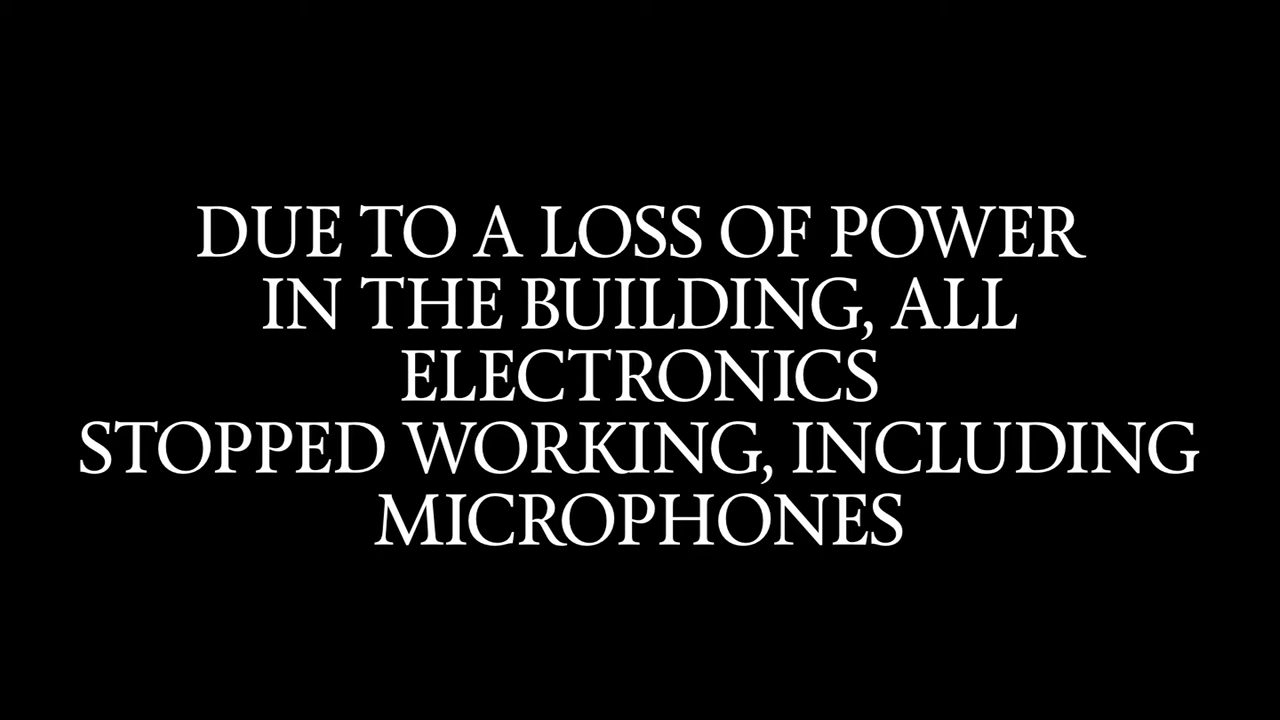 DUE TO A LOSS OF POWER
IN THE BUILDING, ALL
ELECTRONICS
STOPPED WORKING, INCLUDING
MICROPHONES